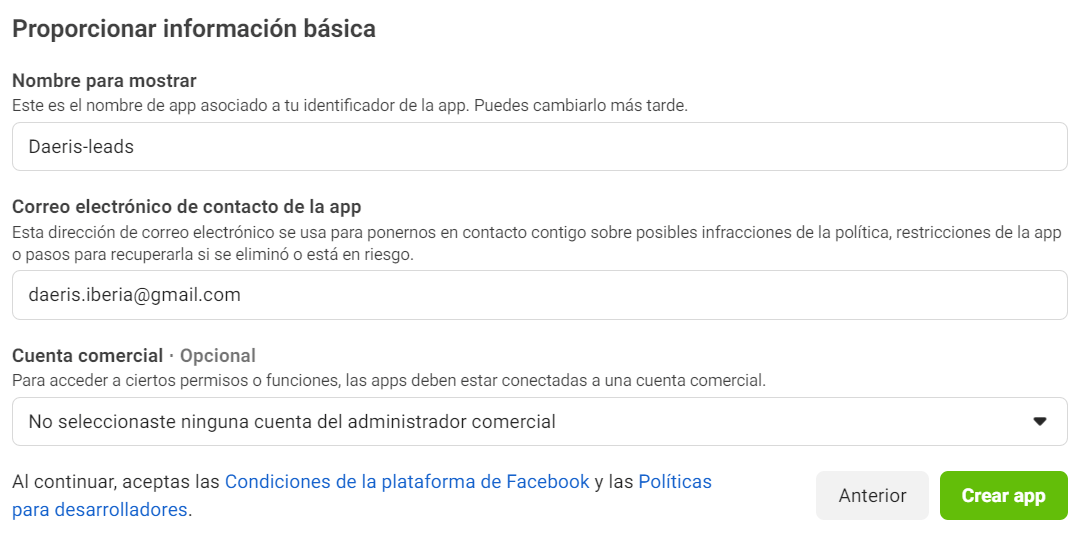 Proporcionar información básica
Nombre para mostrar
Este es el nombre de app asociado a tu identificador de la app. Puedes cambiarlo más tarde.
Daeris-leads
Correo electrónico de contacto de la app
Esta dirección de correo electrónico se usa para ponernos en contacto contigo sobre posibles infracciones de la política, restricciones de la app
o pasos para recuperarla si se eliminó o está en riesgo.
daeris.iberia@gmail.com
Cuenta comercial · Opcional
Para acceder a ciertos permisos o funciones, las apps deben estar conectadas a una cuenta comercial.
No seleccionaste ninguna cuenta del administrador comercial
Al continuar, aceptas las Condiciones de la plataforma de Facebook y las Políticas
para desarrolladores.
Anterior
Crear app